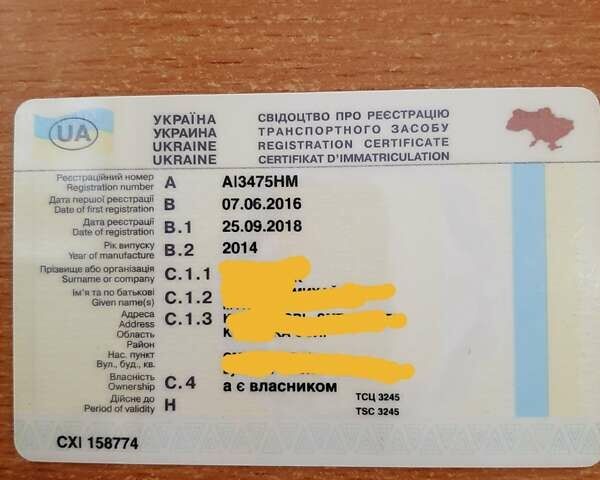 UA
УКРАЇНА СВІДОЦТВО ПРО РЕЄСТРАЦІЮ
УКРАИНА ТРАНСПОРТНОГО ЗАСОБУ
UKRAINE REGISTRATION CERTIFICATE
UKRAINE CERTIFIKAT D'IMMATRICULATION
Реєстраційний номер
Registration number A АІ3475НМ
Дата першої реєстрації
Date of first registration B 07.06.2016
Дата реєстрації
Date of registration B.1 25.09.2018
Рік випуску
Year of manufacture B.2 2014
Прізвище або організація
Surname or company C.1.1
Ім'я та по батькові
Given name(s) C.1.2
Адреса
Address C.1.3
Область
Район
Нас. пункт
Вул., буд., кв.
Власність
Ownership C.4 а є власником
Дійсне до
Period of validity H
ТСЦ 3245
TSC 3245
СХІ 158774